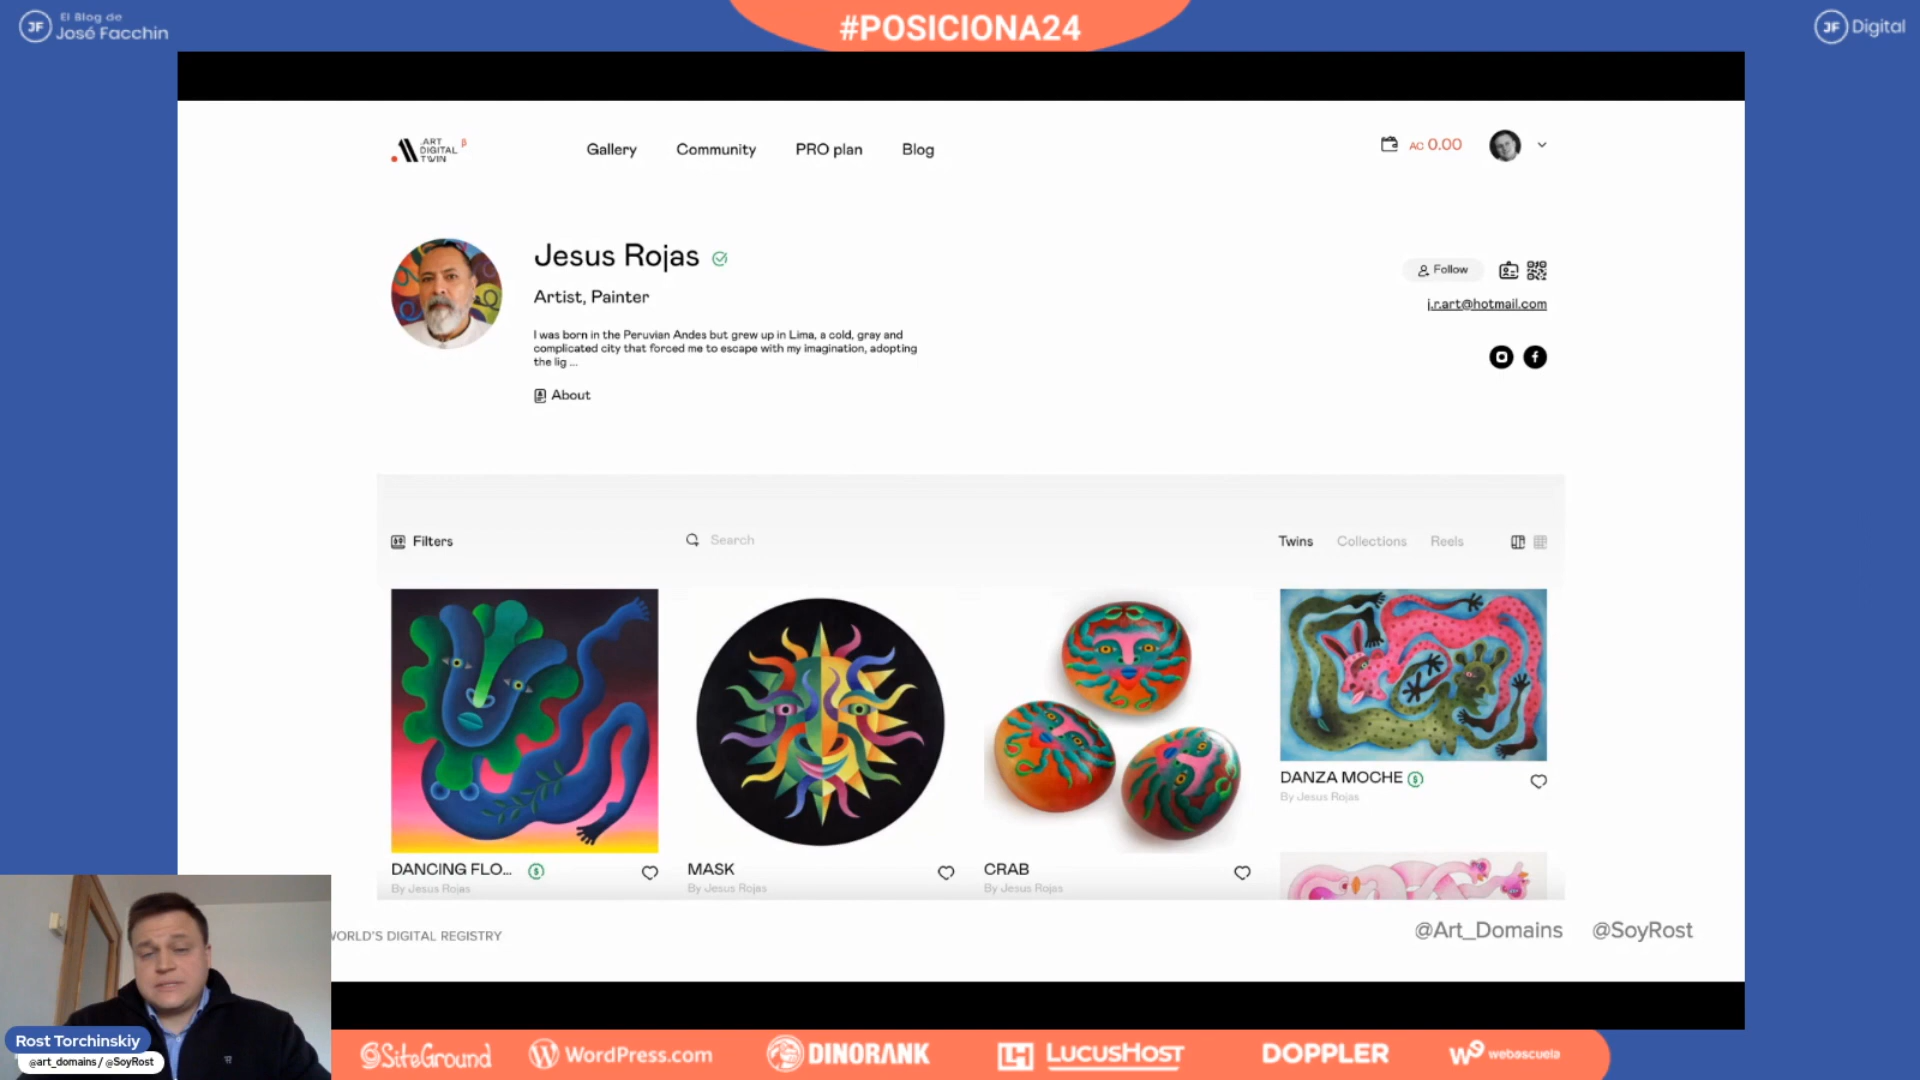 El Blog de
José Facchin
#POSICIONA24
JF Digital
.ART
DIGITAL
TWIN β
Gallery
Community
PRO plan
Blog
AC 0.00
Jesus Rojas
Artist, Painter
I was born in the Peruvian Andes but grew up in Lima, a cold, gray and
complicated city that forced me to escape with my imagination, adopting
the lig ...
About
Follow
j.r.art@hotmail.com
Filters
Search
Twins
Collections
Reels
DANCING FLO...
By Jesus Rojas
MASK
By Jesus Rojas
CRAB
By Jesus Rojas
DANZA MOCHE
By Jesus Rojas
WORLD'S DIGITAL REGISTRY
@Art_Domains
@SoyRost
Rost Torchinskiy
@art_domains / @SoyRost
SiteGround
WordPress.com
DINORANK
LH LUCUSHOST
DOPPLER
webescuela